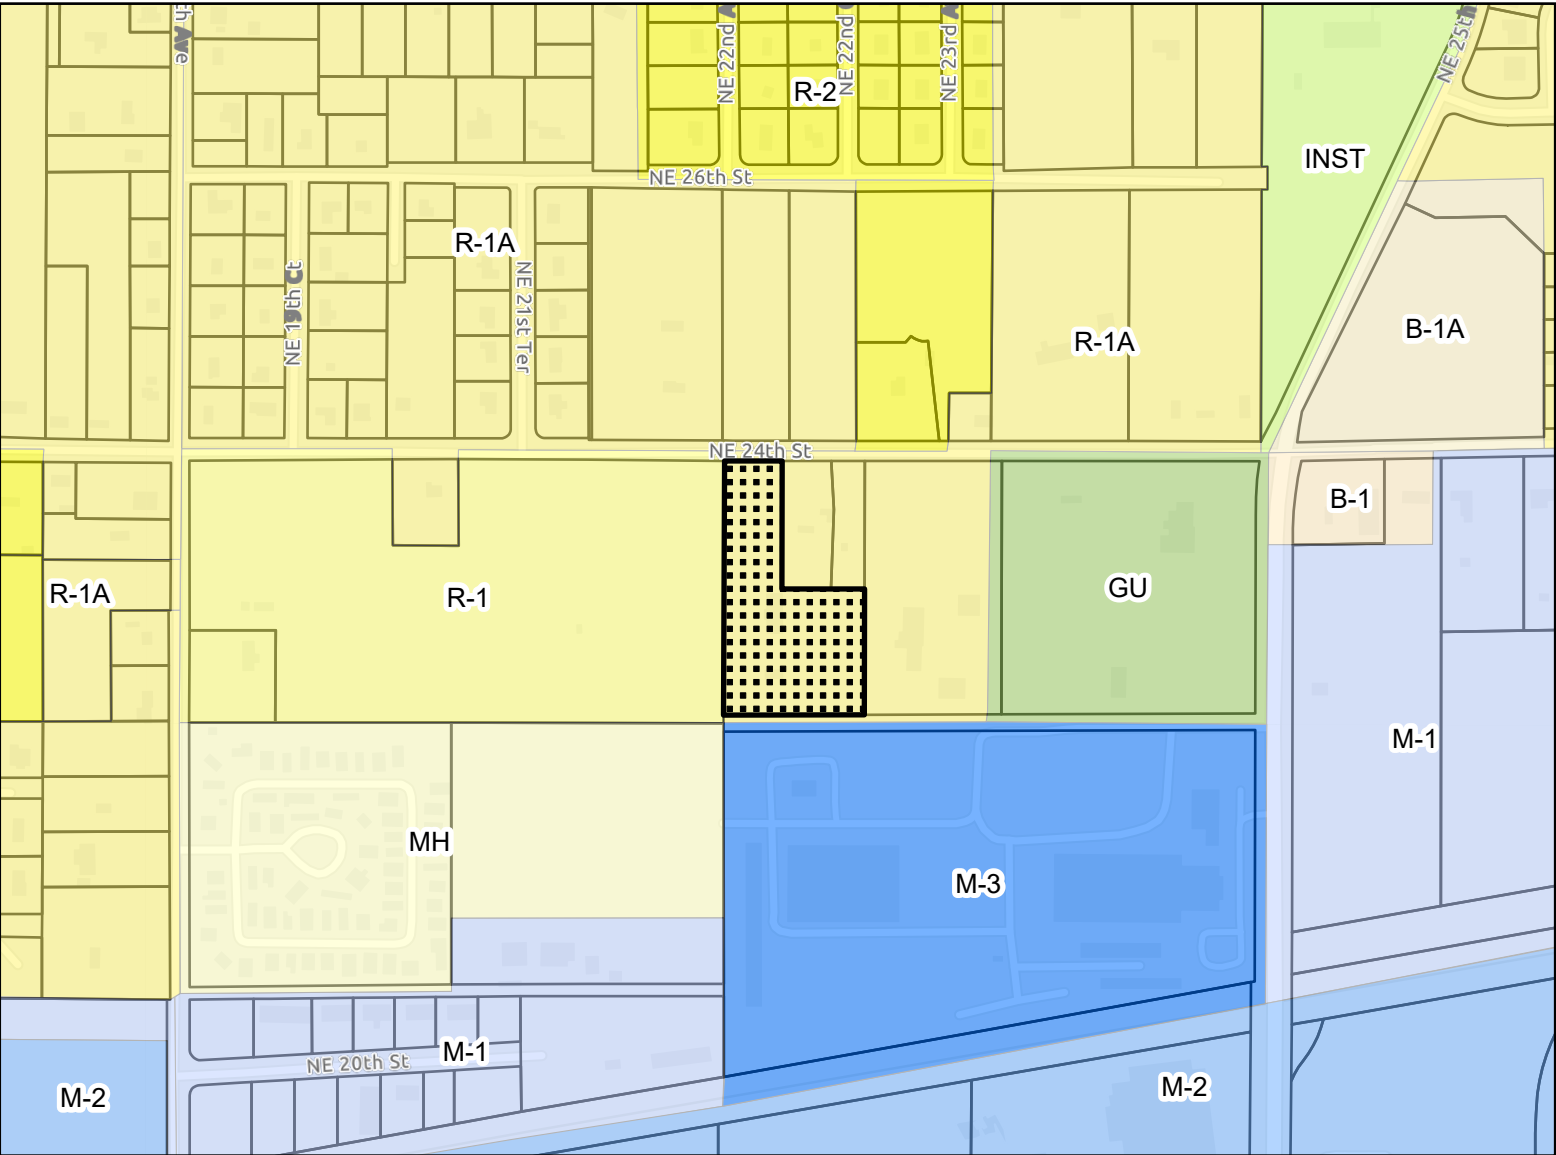 Ave
NE 22nd
NE 22nd
NE 23rd
NE 25th
R-2
INST
NE 26th St
R-1A
NE 19th Ct
NE 21st Ter
R-1A
B-1A
NE 24th St
B-1
R-1A
R-1
GU
M-1
MH
M-3
M-1
NE 20th St
M-2
M-2